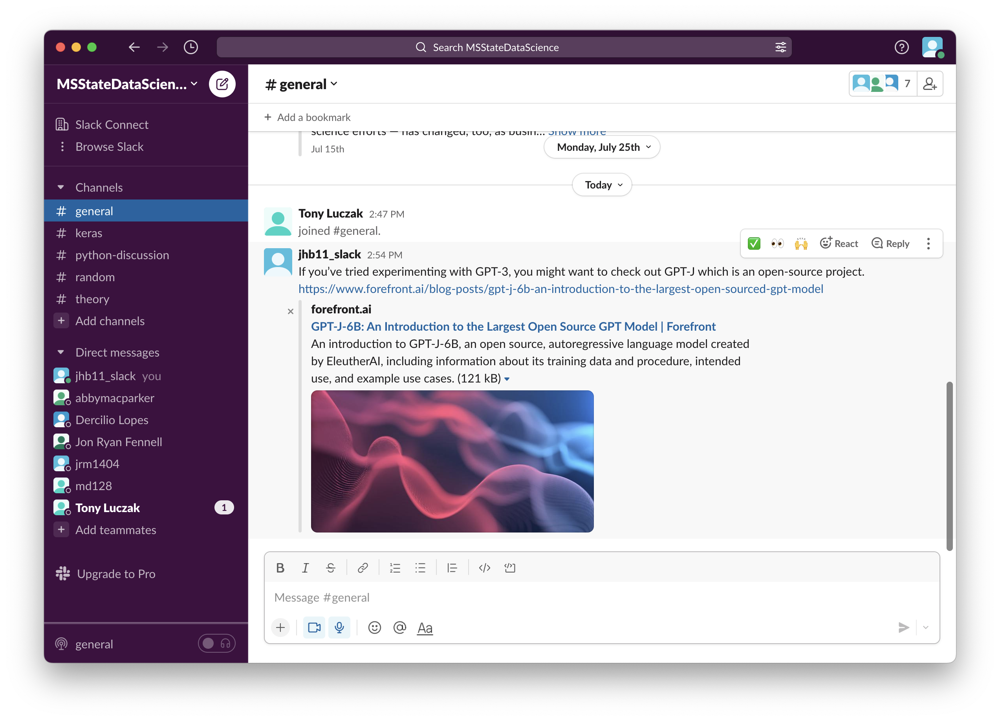 Search MSStateDataScience
MSStateDataScien...
Slack Connect
Browse Slack
Channels
# general
# keras
# python-discussion
# random
# theory
+ Add channels
Direct messages
jhb11_slack you
abbymacparker
Dercilio Lopes
Jon Ryan Fennell
jrm1404
md128
Tony Luczak 1
+ Add teammates
Upgrade to Pro
general
# general
7
+ Add a bookmark
science efforts — has changed, too, as busin... Show more
Jul 15th
Monday, July 25th
Today
Tony Luczak 2:47 PM
joined #general.
React Reply
jhb11_slack 2:54 PM
If you’ve tried experimenting with GPT-3, you might want to check out GPT-J which is an open-source project.
https://www.forefront.ai/blog-posts/gpt-j-6b-an-introduction-to-the-largest-open-sourced-gpt-model
forefront.ai
GPT-J-6B: An Introduction to the Largest Open Source GPT Model | Forefront
An introduction to GPT-J-6B, an open source, autoregressive language model created
by EleutherAI, including information about its training data and procedure, intended
use, and example use cases. (121 kB)
B I S
Message #general
+ @ Aa